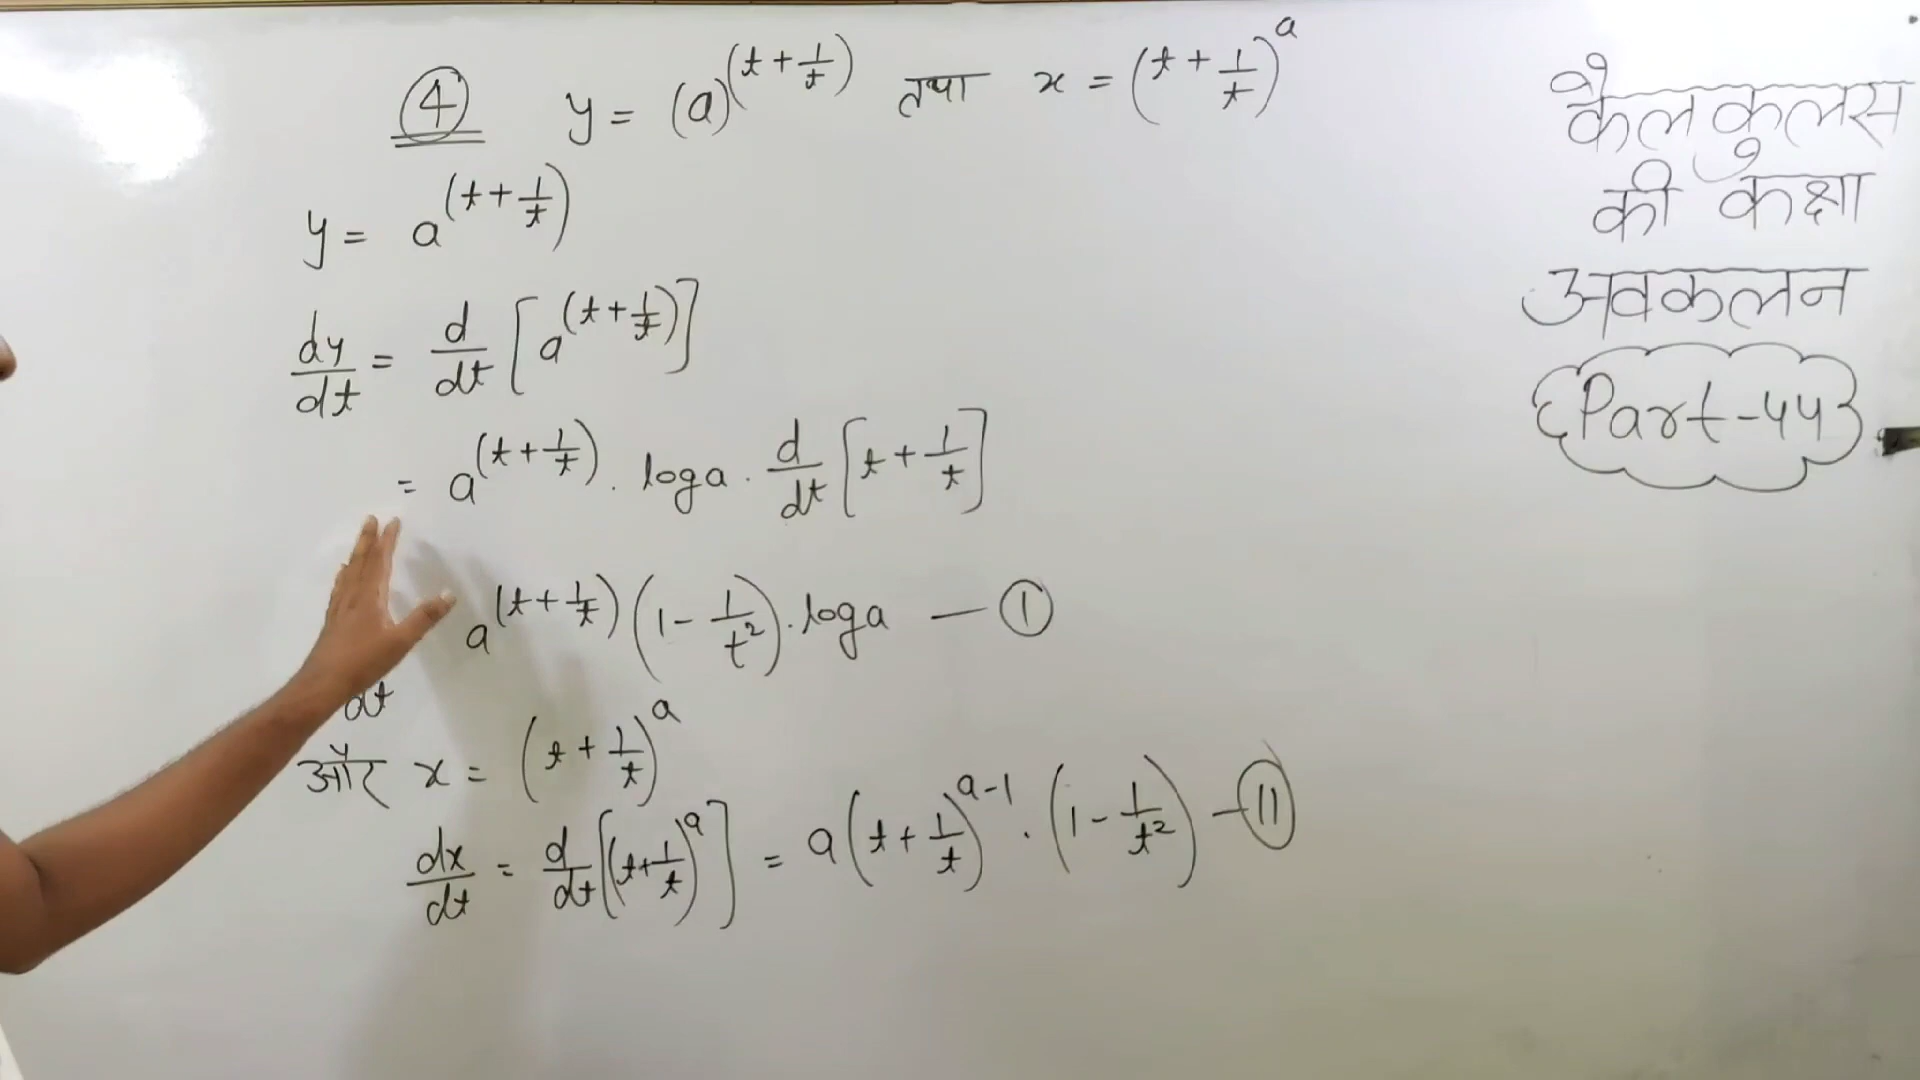 ④ y = (a)^(t + 1/t) तथा x = (t + 1/t)^a
y = a^(t + 1/t)
dy/dt = d/dt [a^(t + 1/t)]
= a^(t + 1/t) . log a . d/dt [t + 1/t]
a^(t + 1/t) (1 - 1/t²) . log a — ①
dt
और x = (t + 1/t)^a
dx/dt = d/dt [(t + 1/t)^a] = a (t + 1/t)^(a-1) . (1 - 1/t²) — ⑪
कैलकुलस
की कक्षा
अवकलन
Part-44